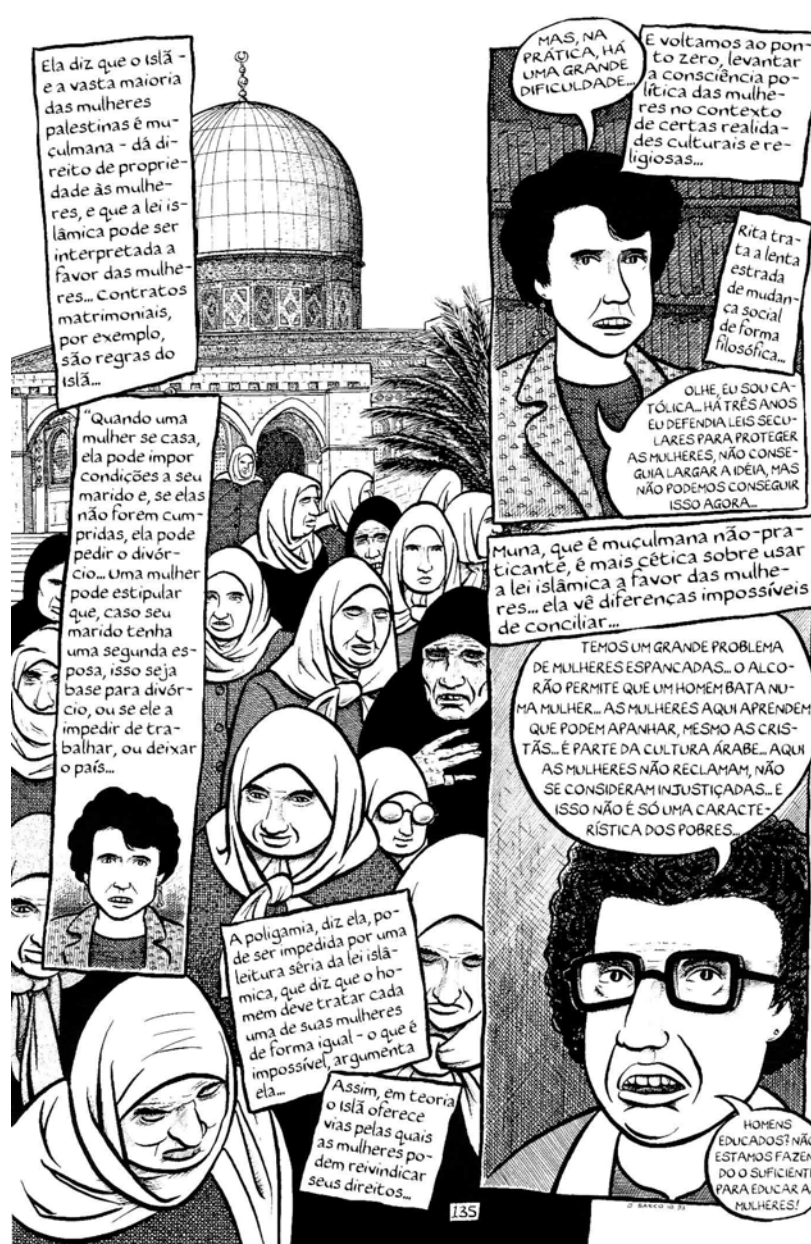 Ela diz que o Islã -
e a vasta maioria
das mulheres
palestinas é mu-
çulmana - dá di-
reito de proprie-
dade às mulhe-
res, e que a lei is-
lâmica pode ser
interpretada a
favor das mulhe-
res... Contratos
matrimoniais,
por exemplo,
são regras do
Islã...
"Quando uma
mulher se casa,
ela pode impor
condições a seu
marido e, se elas
não forem cum-
pridas, ela pode
pedir o divór-
cio... Uma mulher
pode estipular
que, caso seu
marido tenha
uma segunda es-
posa, isso seja
base para divór-
cio, ou se ele a
impedir de tra-
balhar, ou deixar
o país...
A poligamia, diz ela, po-
de ser impedida por uma
leitura séria da lei islâ-
mica, que diz que o ho-
mem deve tratar cada
uma de suas mulheres
de forma igual - o que é
impossível, argumenta
ela...
Assim, em teoria
o Islã oferece
vias pelas quais
as mulheres po-
dem reivindicar
seus direitos...
MAS, NA
PRÁTICA, HÁ
UMA GRANDE
DIFICULDADE...
E voltamos ao pon-
to zero, levantar
a consciência po-
lítica das mulhe-
res no contexto
de certas realida-
des culturais e re-
ligiosas...
Rita tra-
ta a lenta
estrada
de mudan-
ça social
de forma
filosófica...
OLHE, EU SOU CA-
TÓLICA... HÁ TRÊS ANOS
EU DEFENDIA LEIS SECU-
LARES PARA PROTEGER
AS MULHERES, NÃO CONSE-
GUIA LARGAR A IDÉIA, MAS
NÃO PODEMOS CONSEGUIR
ISSO AGORA...
Muna, que é muçulmana não-pra-
ticante, é mais cética sobre usar
a lei islâmica a favor das mulhe-
res... ela vê diferenças impossíveis
de conciliar...
TEMOS UM GRANDE PROBLEMA
DE MULHERES ESPANCADAS... O ALCO-
RÃO PERMITE QUE UM HOMEM BATA NU-
MA MULHER... AS MULHERES AQUI APRENDEM
QUE PODEM APANHAR, MESMO AS CRIS-
TÃS... É PARTE DA CULTURA ÁRABE... AQUI
AS MULHERES NÃO RECLAMAM, NÃO
SE CONSIDERAM INJUSTIÇADAS... E
ISSO NÃO É SÓ UMA CARACTE-
RÍSTICA DOS POBRES...
HOMENS
EDUCADOS? NÃO
ESTAMOS FAZEN
DO O SUFICIENTE
PARA EDUCAR A
MULHERES!
135